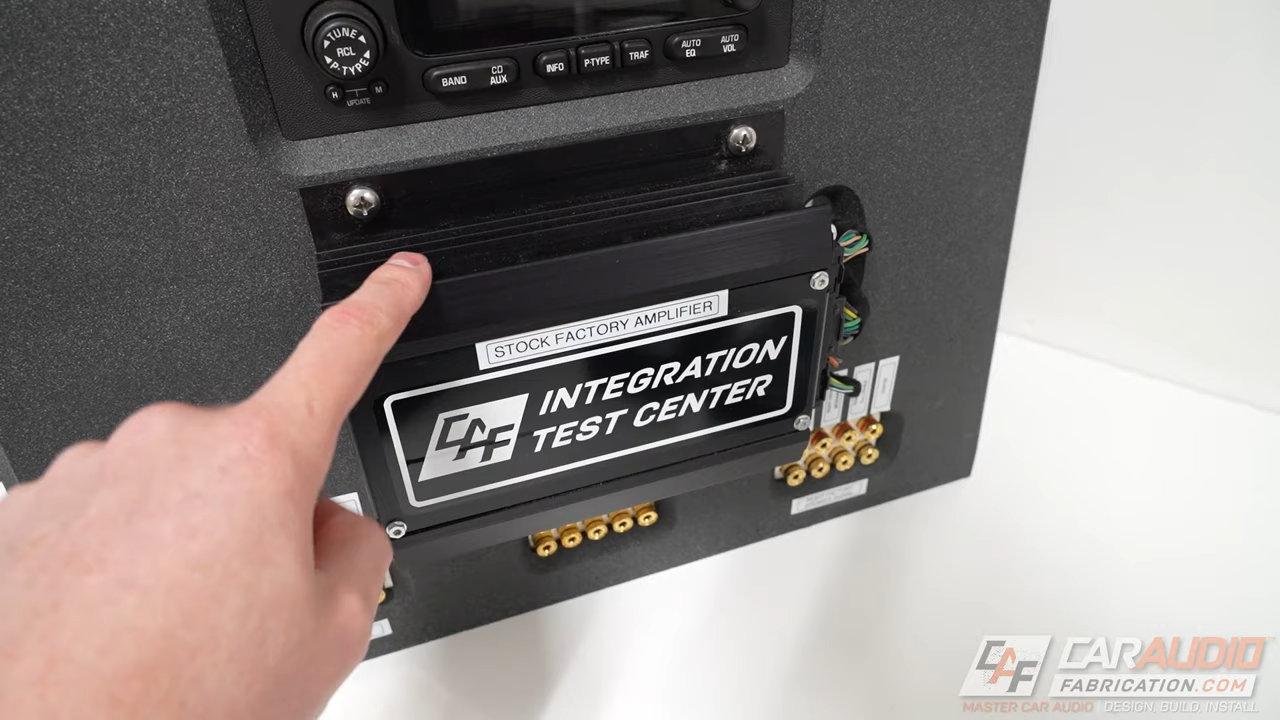 TUNE
RCL
P-TYPE
H M
UPDATE
BAND
CD
AUX
INFO
P-TYPE
TRAF
AUTO
EQ
AUTO
VOL
STOCK FACTORY AMPLIFIER
CAF
INTEGRATION
TEST CENTER
CAF
CARAUDIO
FABRICATION.COM
MASTER CAR AUDIO | DESIGN, BUILD, INSTALL